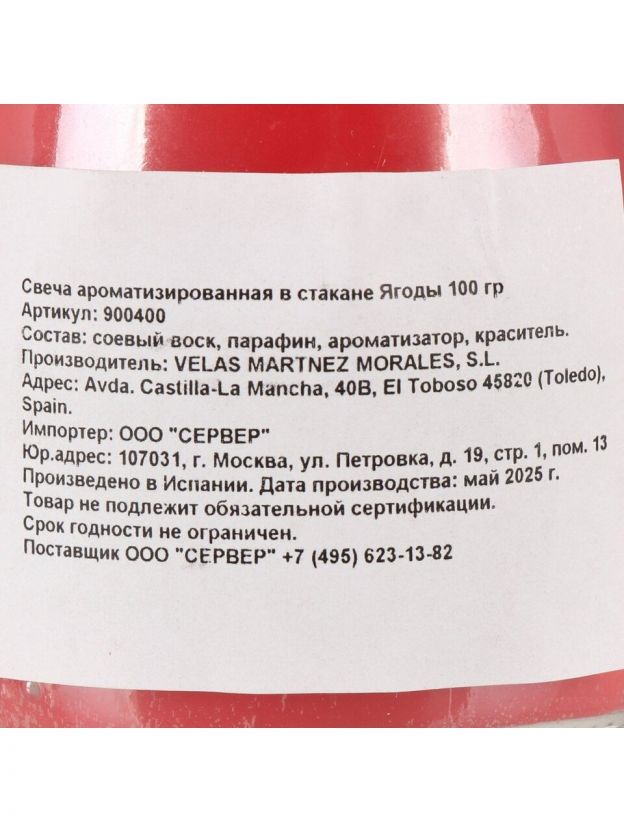 Свеча ароматизированная в стакане Ягоды 100 гр
Артикул: 900400
Состав: соевый воск, парафин, ароматизатор, краситель.
Производитель: VELAS MARTNEZ MORALES, S.L.
Адрес: Avda. Castilla-La Mancha, 40B, El Toboso 45820 (Toledo),
Spain.
Импортер: ООО "СЕРВЕР"
Юр.адрес: 107031, г. Москва, ул. Петровка, д. 19, стр. 1, пом. 13
Произведено в Испании. Дата производства: май 2025 г.
Товар не подлежит обязательной сертификации.
Срок годности не ограничен.
Поставщик ООО "СЕРВЕР" +7 (495) 623-13-82